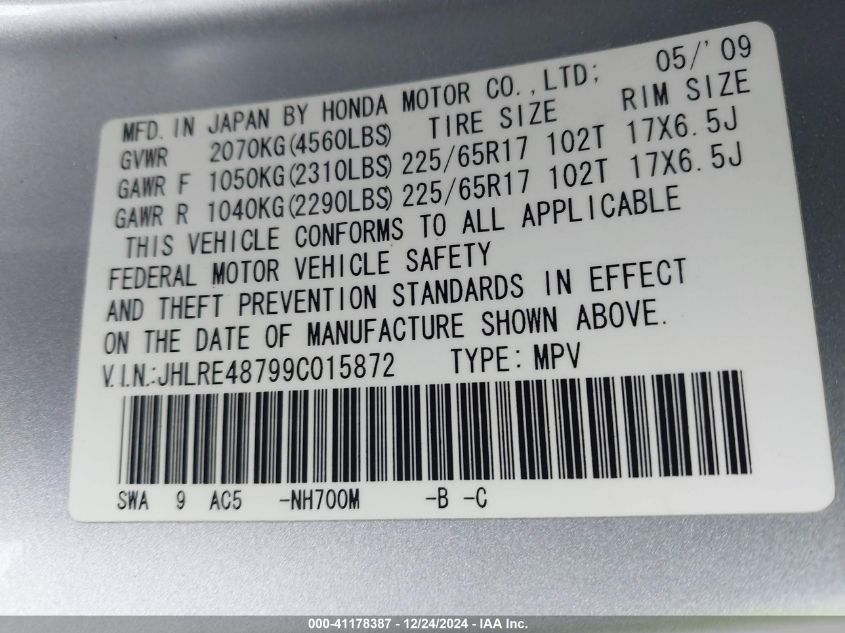 MFD. IN JAPAN BY HONDA MOTOR CO.,LTD; 05/'09
GVWR 2070KG(4560LBS) TIRE SIZE RIM SIZE
GAWR F 1050KG(2310LBS) 225/65R17 102T 17X6.5J
GAWR R 1040KG(2290LBS) 225/65R17 102T 17X6.5J
THIS VEHICLE CONFORMS TO ALL APPLICABLE
FEDERAL MOTOR VEHICLE SAFETY
AND THEFT PREVENTION STANDARDS IN EFFECT
ON THE DATE OF MANUFACTURE SHOWN ABOVE.
V.I.N.:JHLRE48799C015872 TYPE: MPV
SWA 9 AC5 -NH700M -B -C
000-41178387 - 12/24/2024 - IAA Inc.